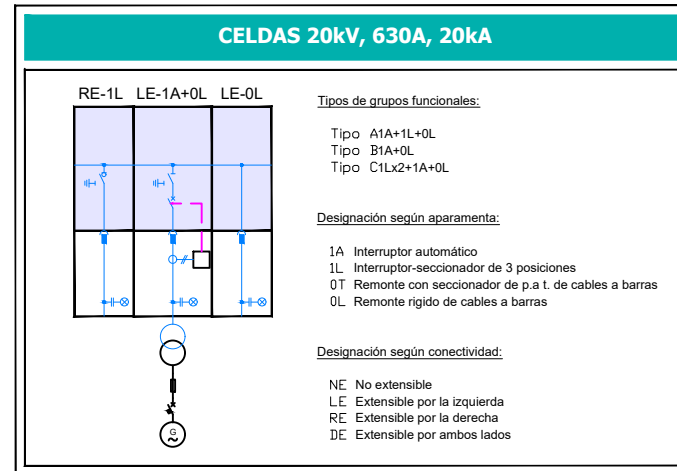 CELDAS 20kV, 630A, 20kA
RE-1L LE-1A+0L LE-0L
Tipos de grupos funcionales:
Tipo A1A+1L+0L
Tipo B1A+0L
Tipo C1Lx2+1A+0L
Designación según aparamenta:
1A Interruptor automático
1L Interruptor-seccionador de 3 posiciones
0T Remonte con seccionador de p.a t. de cables a barras
0L Remonte rigido de cables a barras
Designación según conectividad:
NE No extensible
LE Extensible por la izquierda
RE Extensible por la derecha
DE Extensible por ambos lados
G